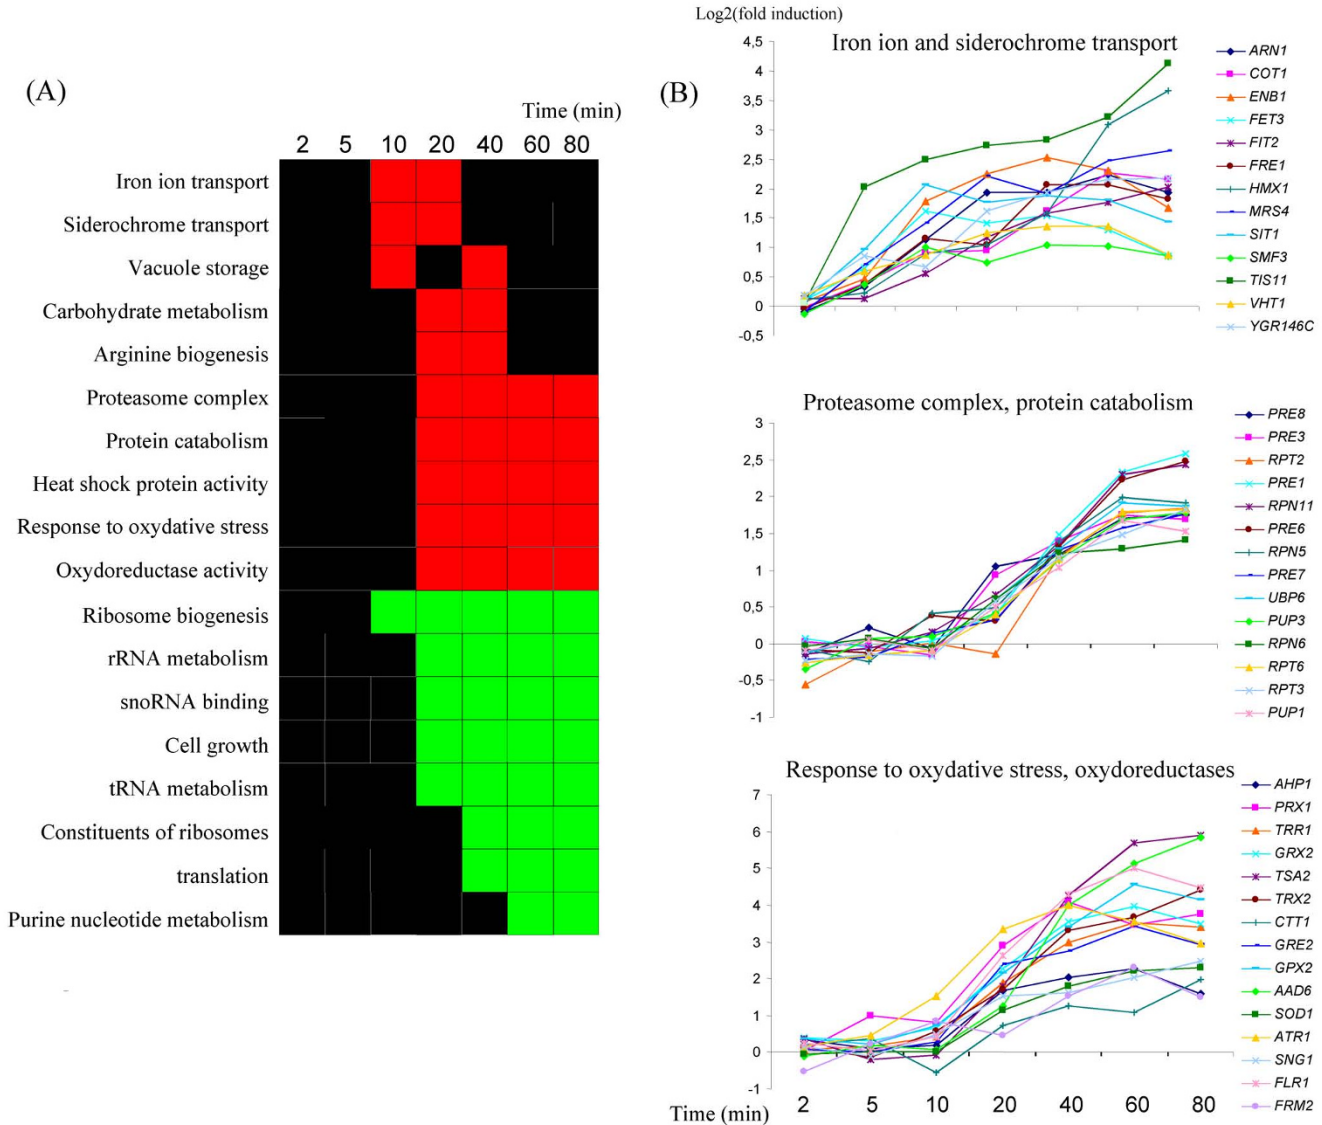 (A)
Time (min)
2 5 10 20 40 60 80
Iron ion transport
Siderochrome transport
Vacuole storage
Carbohydrate metabolism
Arginine biogenesis
Proteasome complex
Protein catabolism
Heat shock protein activity
Response to oxydative stress
Oxydoreductase activity
Ribosome biogenesis
rRNA metabolism
snoRNA binding
Cell growth
tRNA metabolism
Constituents of ribosomes
translation
Purine nucleotide metabolism
(B)
Log2(fold induction)
Iron ion and siderochrome transport
4,5
4
3,5
3
2,5
2
1,5
1
0,5
0
-0,5
ARN1
COT1
ENB1
FET3
FIT2
FRE1
HMX1
MRS4
SIT1
SMF3
TIS11
VHT1
YGR146C
Proteasome complex, protein catabolism
3
2,5
2
1,5
1
0,5
0
-0,5
-1
PRE8
PRE3
RPT2
PRE1
RPN11
PRE6
RPN5
PRE7
UBP6
PUP3
RPN6
RPT6
RPT3
PUP1
Response to oxydative stress, oxydoreductases
7
6
5
4
3
2
1
0
-1
AHP1
PRX1
TRR1
GRX2
TSA2
TRX2
CTT1
GRE2
GPX2
AAD6
SOD1
ATR1
SNG1
FLR1
FRM2
Time (min) 2 5 10 20 40 60 80